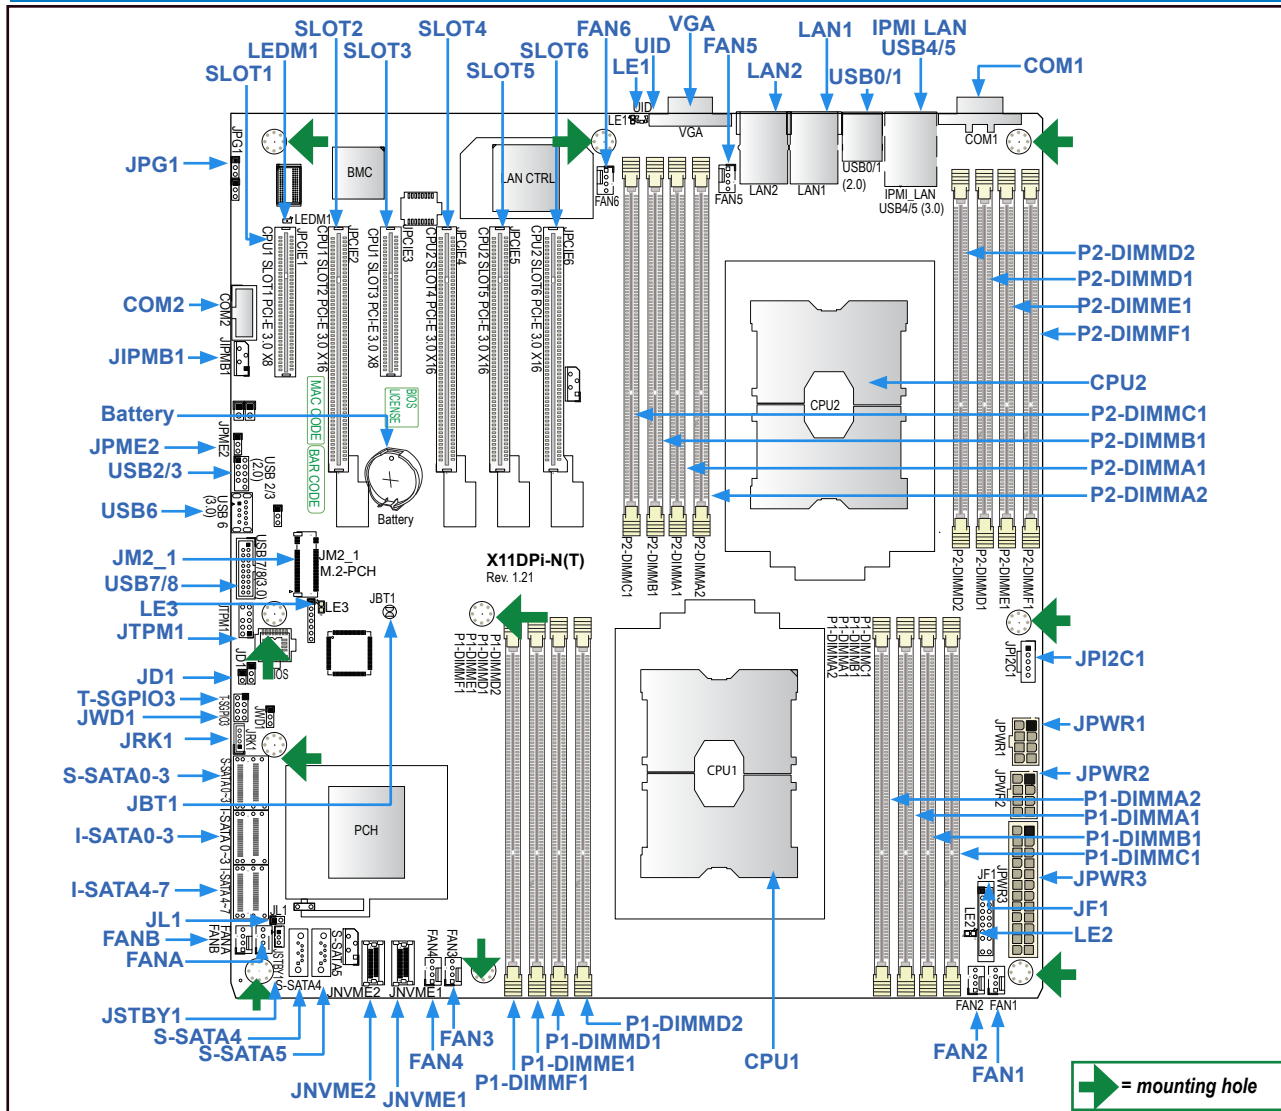 SLOT2
SLOT4
FAN6
VGA
IPMI LAN
LEDM1
SLOT3
SLOT6
UID
FAN5
LAN1
USB4/5
SLOT1
SLOT5
LE1
LAN2
USB0/1
COM1
UID
LE1
VGA
COM1
JPG1
JPG1
BMC
LAN CTRL
FAN6
FAN5
LAN2
LAN1
USB0/1
(2.0)
IPMI_LAN
USB4/5 (3.0)
LEDM1
JPCIE1
CPU1 SLOT1 PCI-E 3.0 X8
JPCIE2
CPU1 SLOT2 PCI-E 3.0 X16
JPCIE3
CPU1 SLOT3 PCI-E 3.0 X8
JPCIE4
CPU2 SLOT4 PCI-E 3.0 X16
JPCIE5
CPU2 SLOT5 PCI-E 3.0 X16
JPCIE6
CPU2 SLOT6 PCI-E 3.0 X16
P2-DIMMD2
P2-DIMMD1
P2-DIMME1
P2-DIMMF1
COM2
COM2
JIPMB1
JIPMB1
CPU2
CPU2
MAC CODE
BAR CODE
BIOS
LICENSE
Battery
Battery
P2-DIMMC1
P2-DIMMB1
P2-DIMMA1
P2-DIMMA2
JPME2
JPME2
USB2/3
USB 2/3
(2.0)
USB6
USB 6
(3.0)
JM2_1
JM2_1
M.2-PCH
X11DPi-N(T)
Rev. 1.21
P2-DIMMC1
P2-DIMMB1
P2-DIMMA1
P2-DIMMA2
P2-DIMMD2
P2-DIMMD1
P2-DIMME1
P2-DIMMF1
USB7/8
USB7/8(3.0)
LE3
LE3
JBT1
JTPM1
JTPM1
JD1
JD1
BIOS
P1-DIMMF1
P1-DIMME1
P1-DIMMD1
P1-DIMMD2
P1-DIMMA2
P1-DIMMA1
P1-DIMMB1
P1-DIMMC1
JPI2C1
JPI2C1
T-SGPIO3
T-SGPIO3
JWD1
JWD1
JRK1
JRK1
JPWR1
JPWR1
S-SATA0-3
S-SATA0~3
JPWR2
JPWR2
JBT1
CPU1
P1-DIMMA2
P1-DIMMA1
P1-DIMMB1
P1-DIMMC1
I-SATA0-3
I-SATA 0~3
PCH
I-SATA4-7
I-SATA 4~7
JPWR3
JPWR3
JF1
JF1
JL1
JL1
LE2
LE2
FANB
FANB
FANA
FANA
JSTBY1
JSTBY1
S-SATA4
S-SATA4
S-SATA5
S-SATA5
JNVME2
JNVME1
FAN4
FAN3
FAN2
FAN1
FAN3
FAN4
P1-DIMMD2
P1-DIMMD1
P1-DIMME1
P1-DIMMF1
JNVME2
JNVME1
CPU1
FAN2
FAN1
= mounting hole